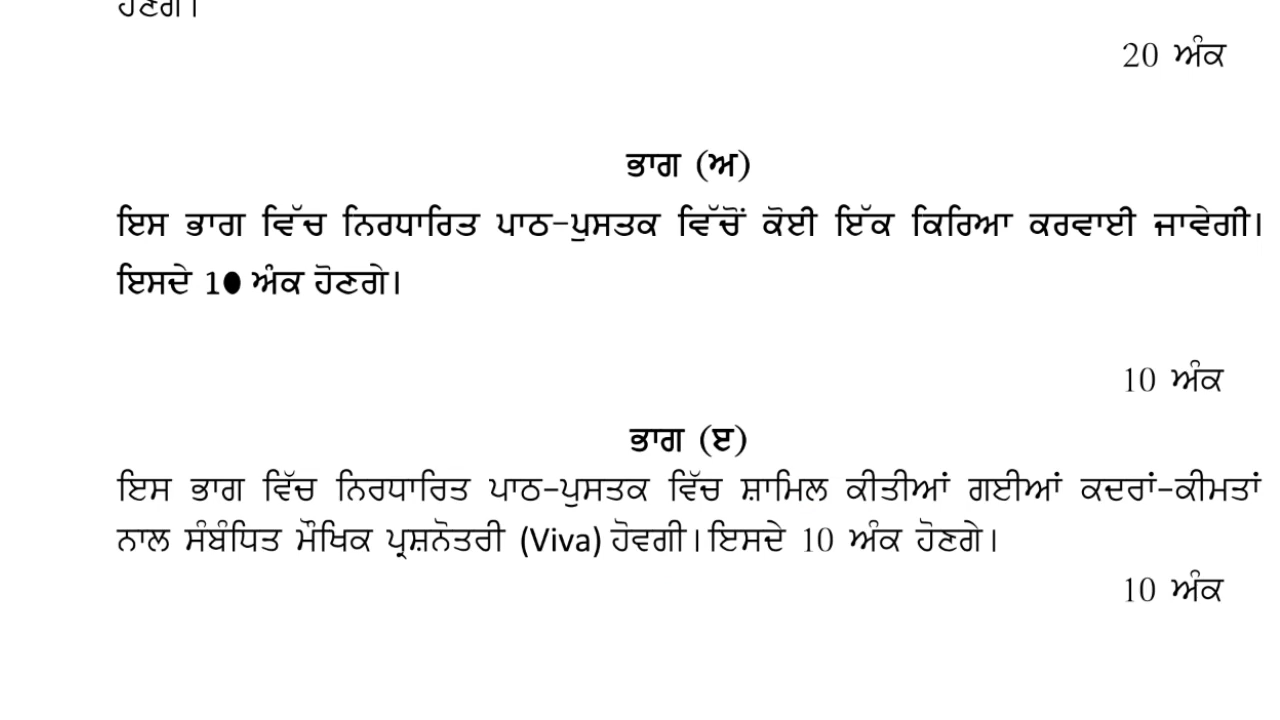 ਹੋਣਗੇ।
20 ਅੰਕ
ਭਾਗ (ਅ)
ਇਸ ਭਾਗ ਵਿੱਚ ਨਿਰਧਾਰਿਤ ਪਾਠ-ਪੁਸਤਕ ਵਿੱਚੋਂ ਕੋਈ ਇੱਕ ਕਿਰਿਆ ਕਰਵਾਈ ਜਾਵੇਗੀ।
ਇਸਦੇ 10 ਅੰਕ ਹੋਣਗੇ।
10 ਅੰਕ
ਭਾਗ (ੲ)
ਇਸ ਭਾਗ ਵਿੱਚ ਨਿਰਧਾਰਿਤ ਪਾਠ-ਪੁਸਤਕ ਵਿੱਚ ਸ਼ਾਮਿਲ ਕੀਤੀਆਂ ਗਈਆਂ ਕਦਰਾਂ-ਕੀਮਤਾਂ
ਨਾਲ ਸੰਬੰਧਿਤ ਮੌਖਿਕ ਪ੍ਰਸ਼ਨੋਤਰੀ (Viva) ਹੋਵਗੀ। ਇਸਦੇ 10 ਅੰਕ ਹੋਣਗੇ।
10 ਅੰਕ